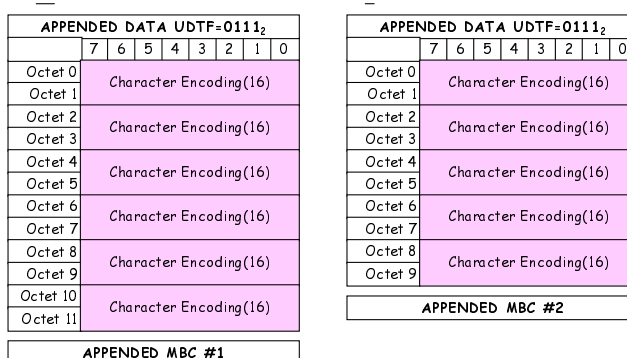 APPENDED DATA UDTF=0111₂
7 6 5 4 3 2 1 0
Octet 0
Character Encoding(16)
Octet 1
Octet 2
Character Encoding(16)
Octet 3
Octet 4
Character Encoding(16)
Octet 5
Octet 6
Character Encoding(16)
Octet 7
Octet 8
Character Encoding(16)
Octet 9
Octet 10
Character Encoding(16)
Octet 11
APPENDED MBC #1
APPENDED DATA UDTF=0111₂
7 6 5 4 3 2 1 0
Octet 0
Character Encoding(16)
Octet 1
Octet 2
Character Encoding(16)
Octet 3
Octet 4
Character Encoding(16)
Octet 5
Octet 6
Character Encoding(16)
Octet 7
Octet 8
Character Encoding(16)
Octet 9
APPENDED MBC #2